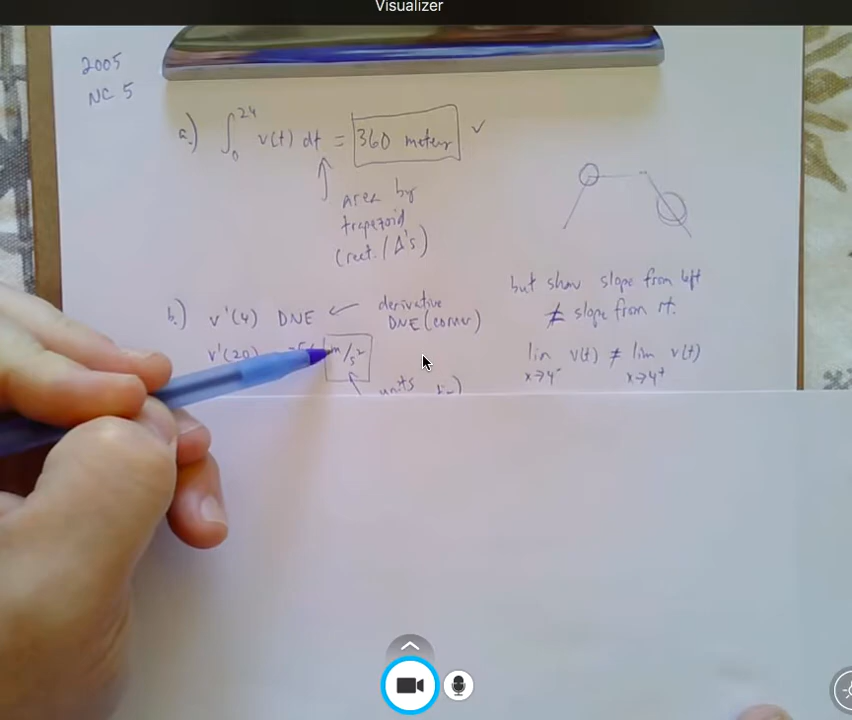 Visualizer
2005
NC 5
a.) ∫₀²⁴ v(t) dt = 360 meters ✓
area by
trapezoid
(rect./Δ's)
but show slope from left
≠ slope from rt.
b.) v'(4) DNE ← derivative
DNE (corner)
v'(20) m/s²
lim v(t) ≠ lim v(t)
x→4⁻ x→4⁺
units